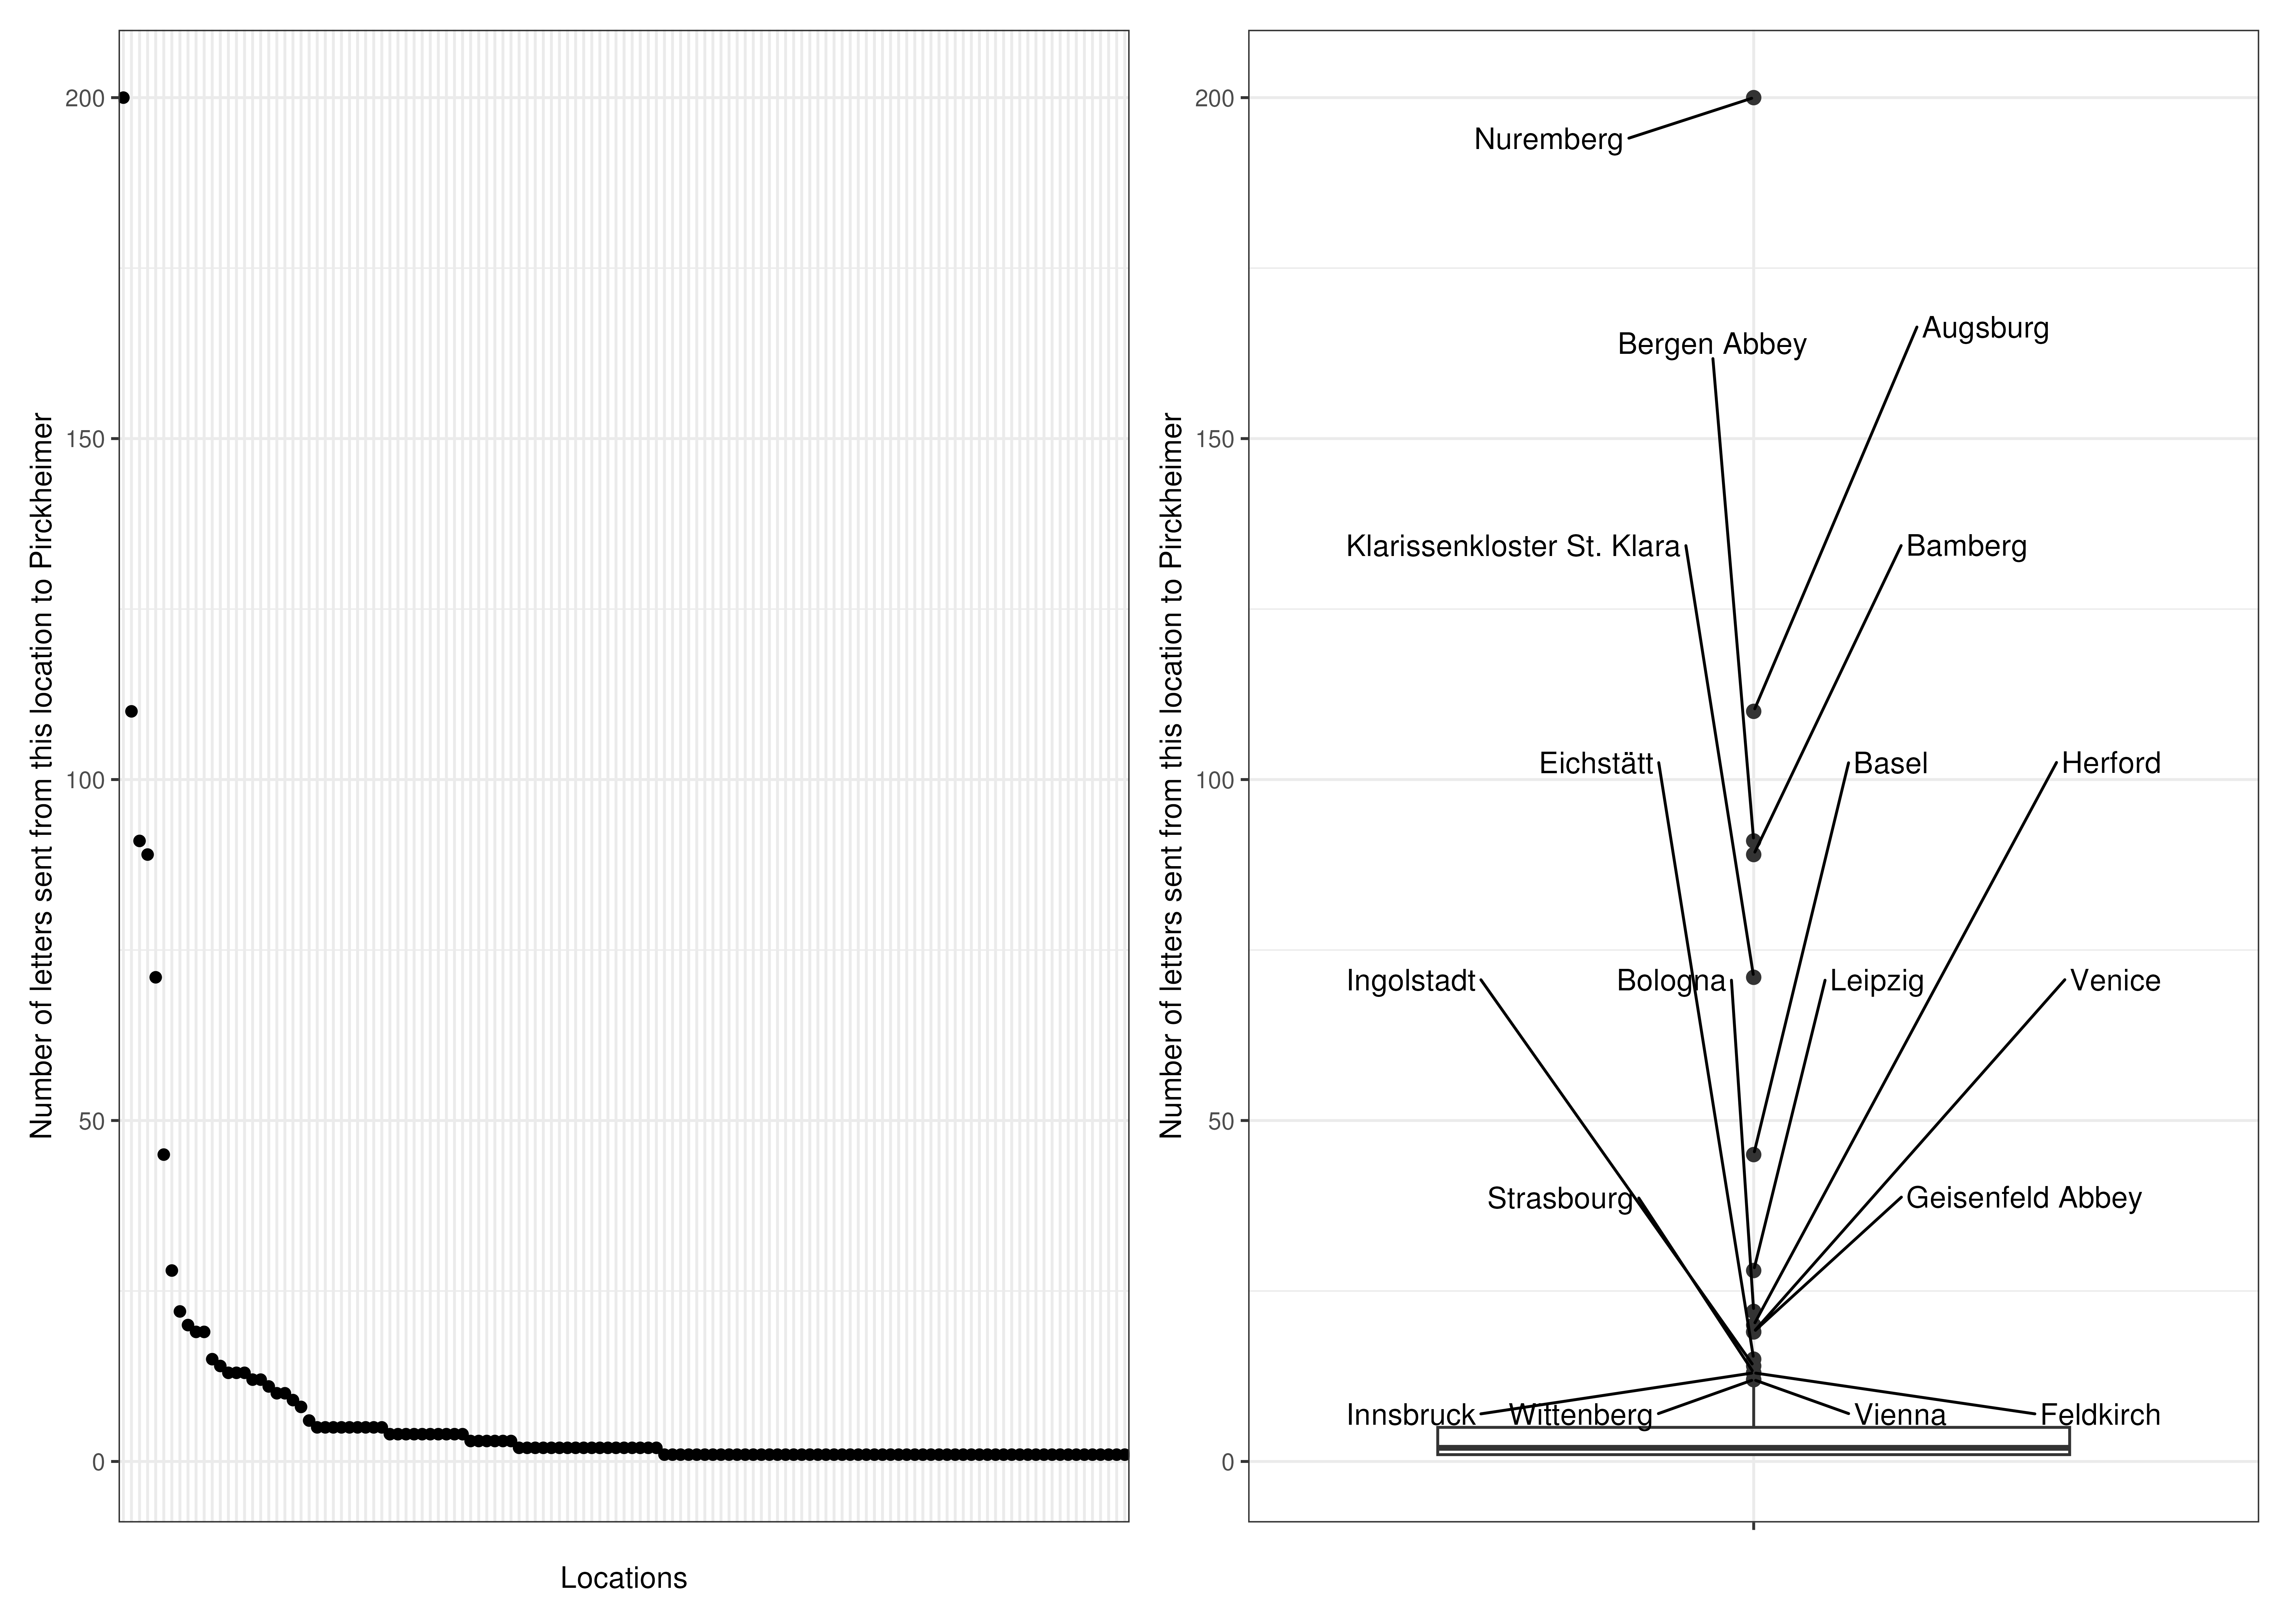 Number of letters sent from this location to Pirckheimer
200
150
100
50
0
Locations
Number of letters sent from this location to Pirckheimer
200
150
100
50
0
Nuremberg
Augsburg
Bergen Abbey
Klarissenkloster St. Klara
Bamberg
Eichstätt
Basel
Herford
Ingolstadt
Bologna
Leipzig
Venice
Strasbourg
Geisenfeld Abbey
Innsbruck
Wittenberg
Vienna
Feldkirch